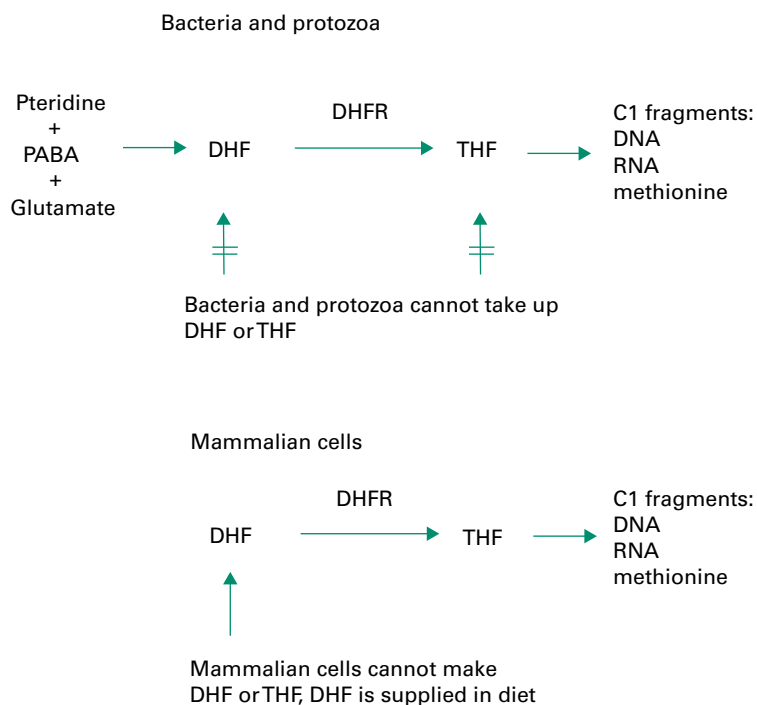 Bacteria and protozoa
Pteridine
+
PABA
+
Glutamate
DHF
DHFR
THF
C1 fragments:
DNA
RNA
methionine
Bacteria and protozoa cannot take up
DHF or THF
Mammalian cells
DHF
DHFR
THF
C1 fragments:
DNA
RNA
methionine
Mammalian cells cannot make
DHF or THF, DHF is supplied in diet